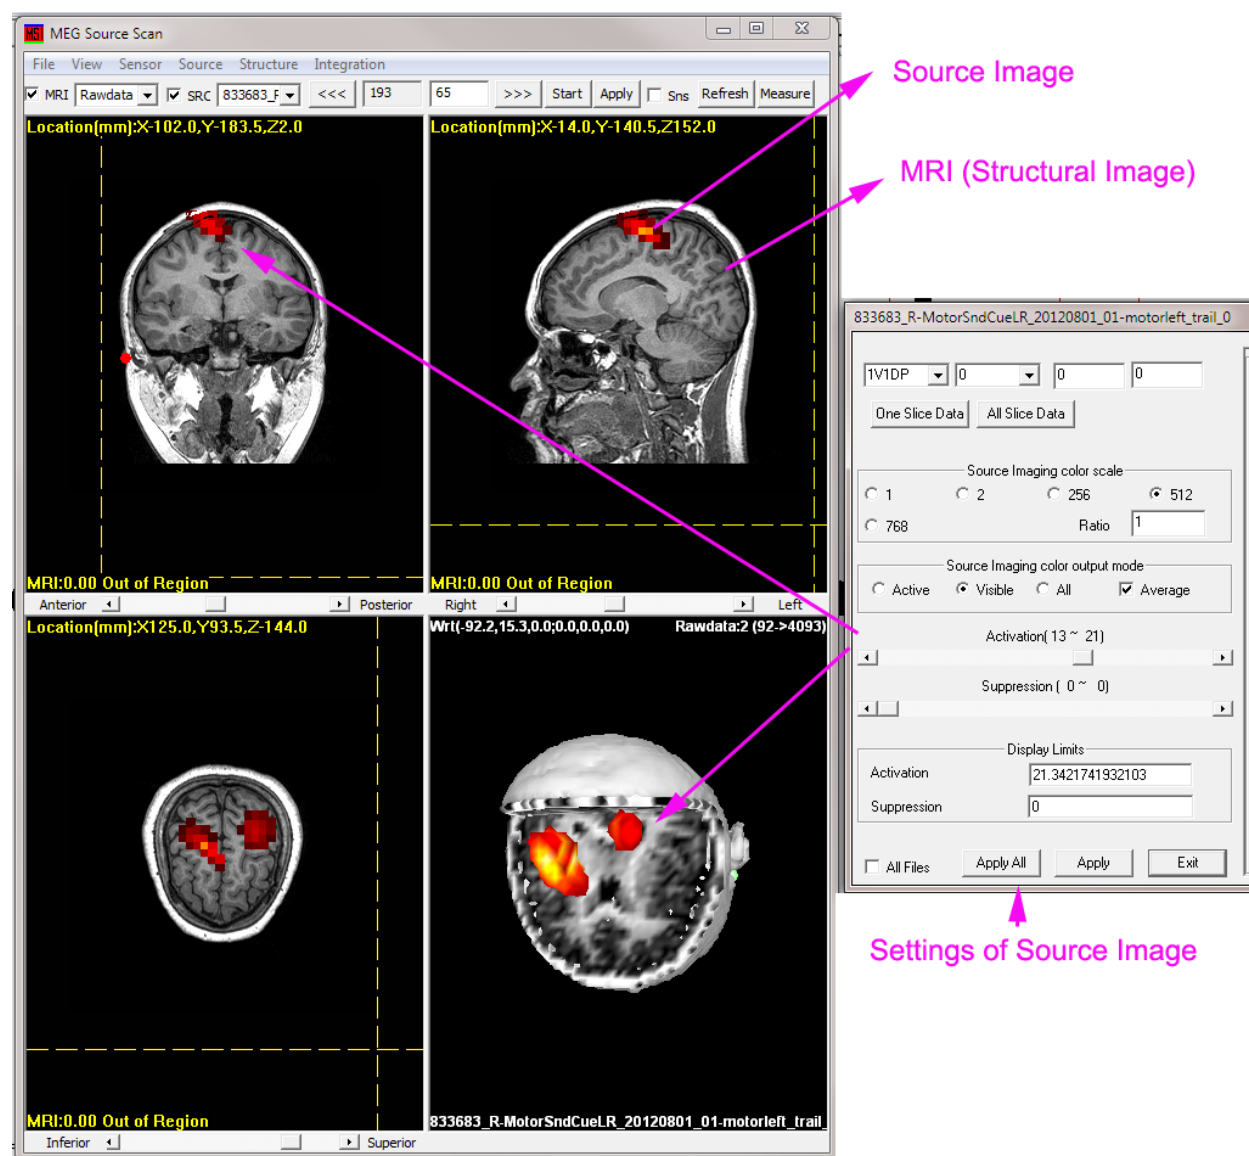 MSI MEG Source Scan
File View Sensor Source Structure Integration
MRI Rawdata SRC 833683_F <<< 193 65 >>> Start Apply Sns Refresh Measure
Location(mm):X-102.0,Y-183.5,Z2.0
Location(mm):X-14.0,Y-140.5,Z152.0
MRI:0.00 Out of Region
MRI:0.00 Out of Region
Anterior Posterior Right Left
Location(mm):X125.0,Y93.5,Z-144.0
Wrt(-92.2,15.3,0.0;0.0,0.0,0.0) Rawdata:2 (92->4093)
MRI:0.00 Out of Region
833683_R-MotorSndCueLR_20120801_01-motorleft_trail_
Inferior Superior
Source Image
MRI (Structural Image)
833683_R-MotorSndCueLR_20120801_01-motorleft_trail_0
1V1DP 0 0 0
One Slice Data All Slice Data
Source Imaging color scale
1 2 256 512
768 Ratio 1
Source Imaging color output mode
Active Visible All Average
Activation( 13 ~ 21)
Suppression ( 0 ~ 0)
Display Limits
Activation 21.3421741932103
Suppression 0
All Files Apply All Apply Exit
Settings of Source Image